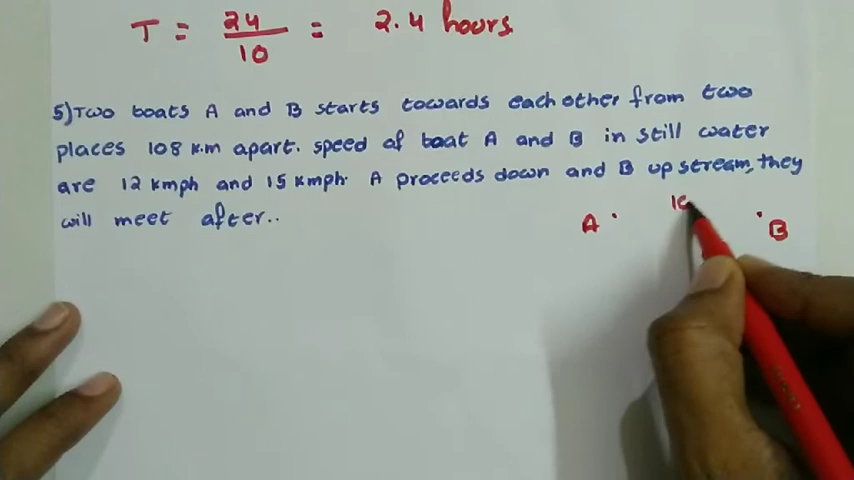 T = 24/10 = 2.4 hours
5) Two boats A and B starts towards each other from two
places 108 k.m apart. speed of boat A and B in still water
are 12 kmph and 15 kmph. A proceeds down and B up stream, they
will meet after..
A . 10 . B